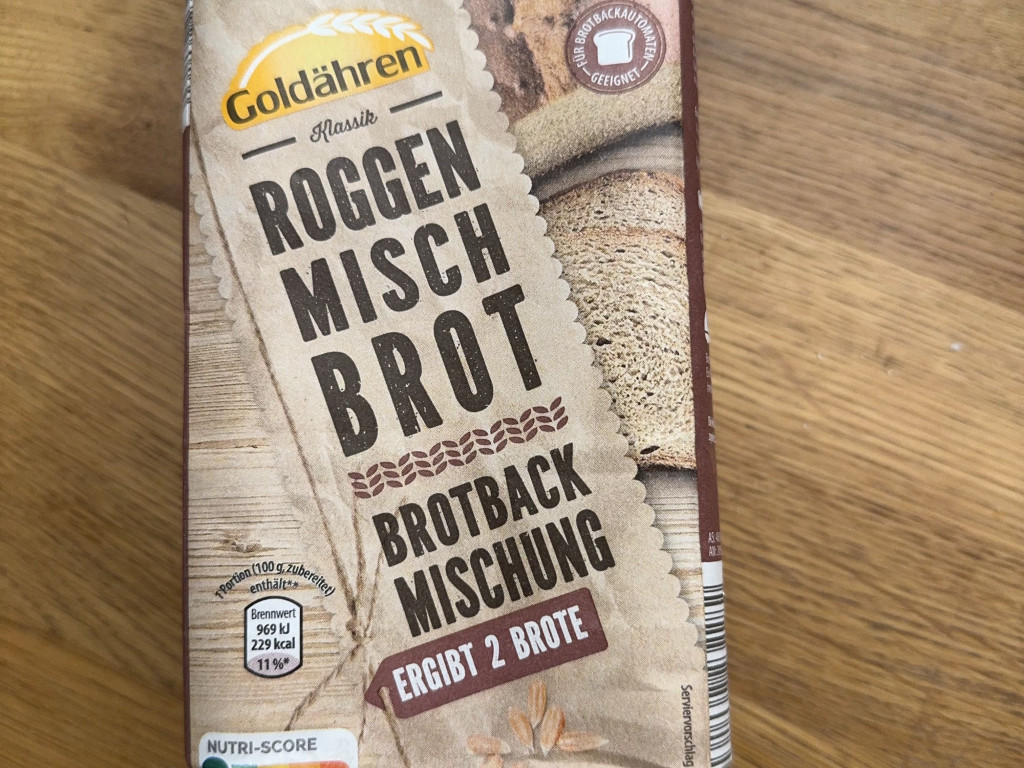 Goldähren
Klassik
FÜR BROTBACKAUTOMATEN
GEEIGNET
ROGGEN
MISCH
BROT
BROTBACK
MISCHUNG
ERGIBT 2 BROTE
1 Portion (100 g, zubereitet)
enthält**
Brennwert
969 kJ
229 kcal
11 %*
NUTRI-SCORE
Serviervorschlag